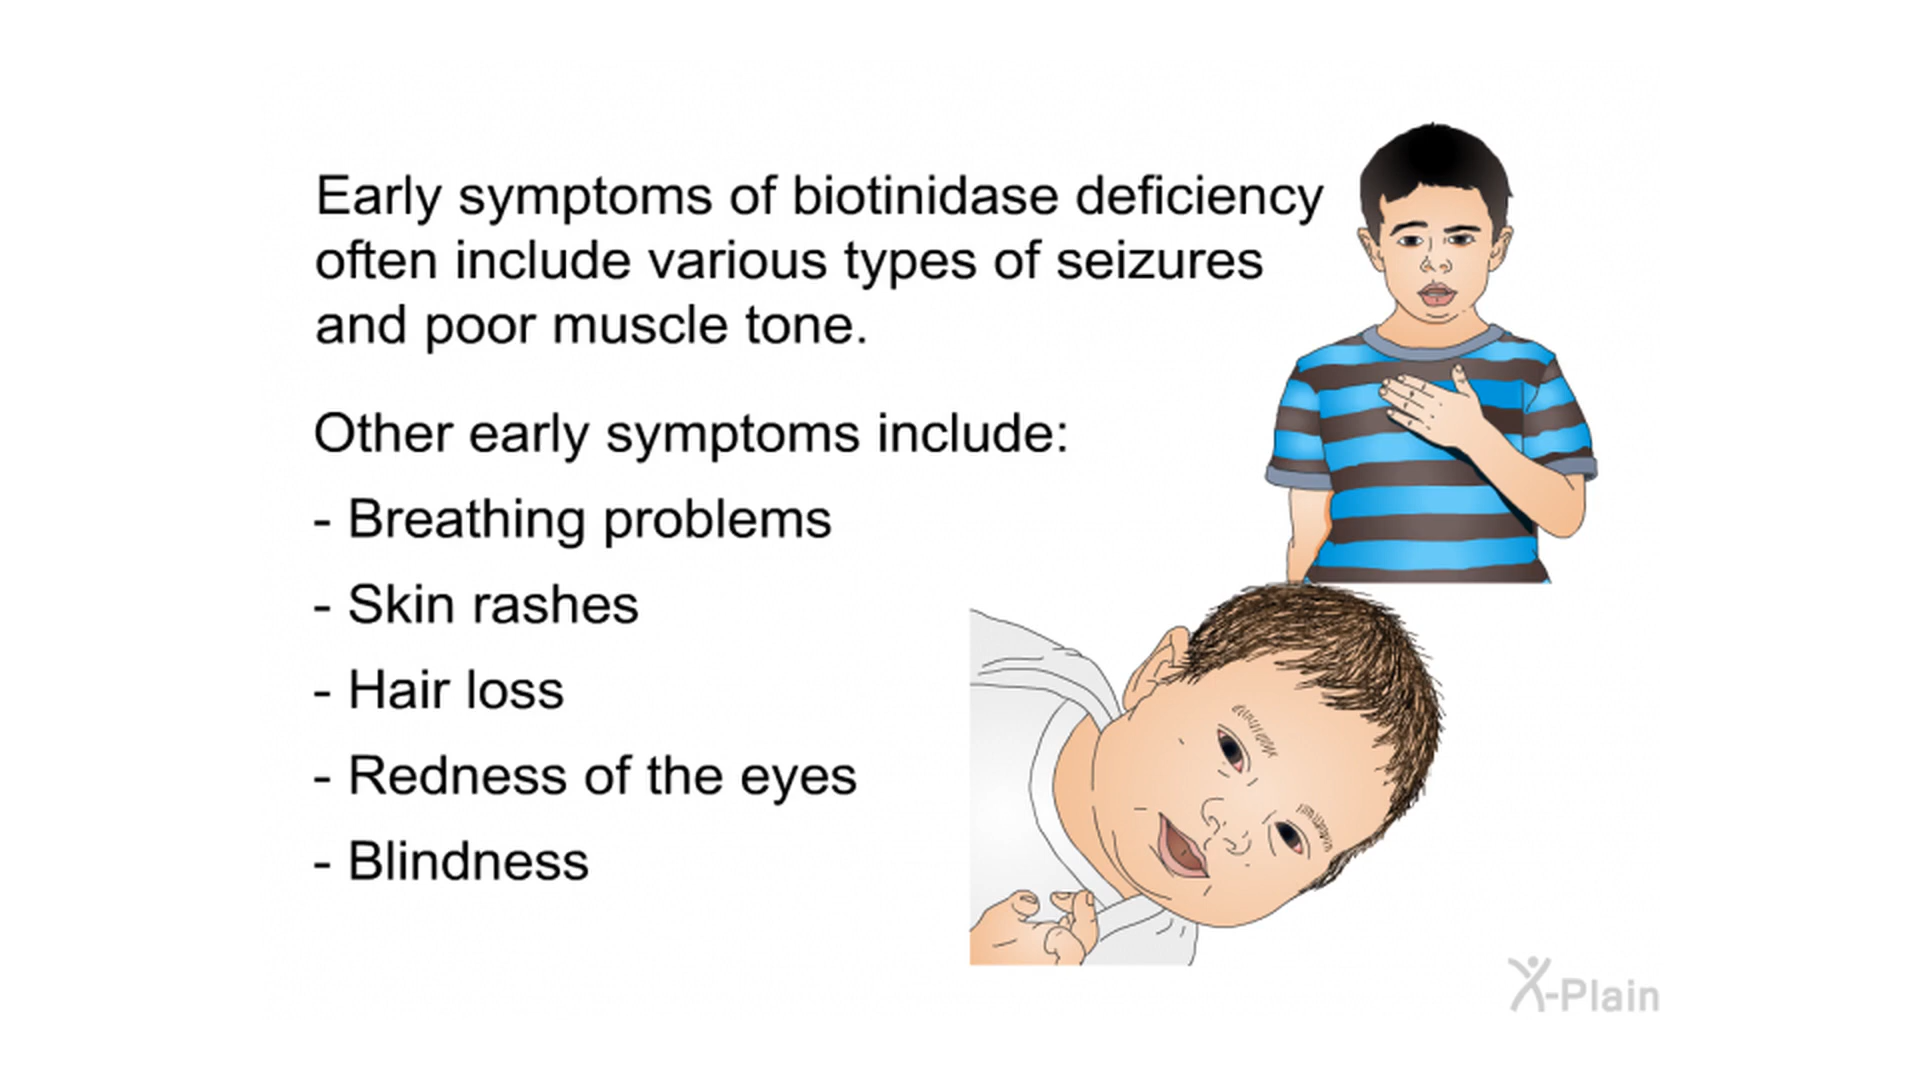 Early symptoms of biotinidase deficiency
often include various types of seizures
and poor muscle tone.
Other early symptoms include:
- Breathing problems
- Skin rashes
- Hair loss
- Redness of the eyes
- Blindness
X-Plain